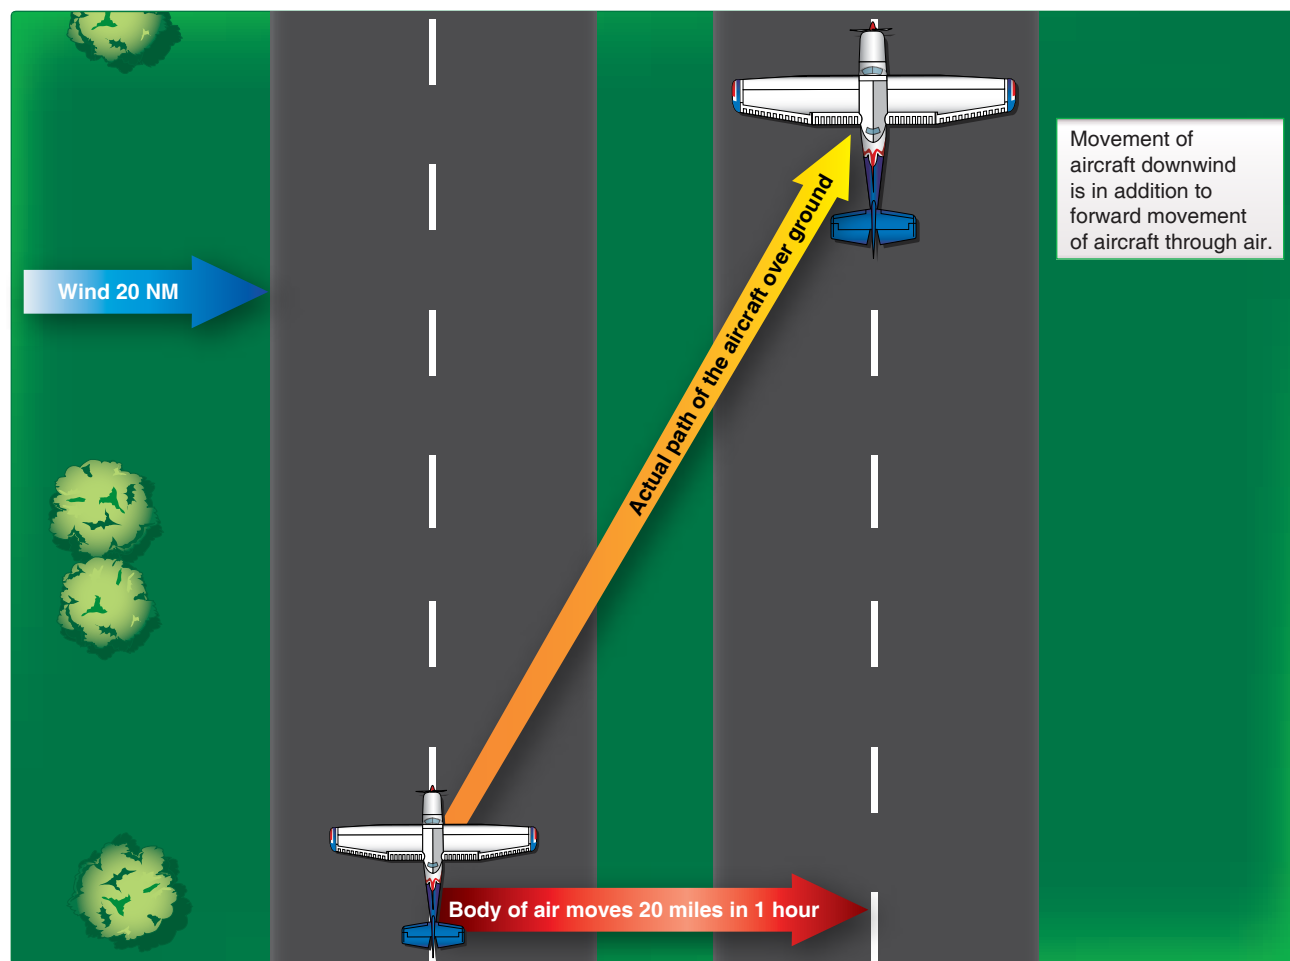 Movement of
aircraft downwind
is in addition to
forward movement
of aircraft through air.
Wind 20 NM
Actual path of the aircraft over ground
Body of air moves 20 miles in 1 hour